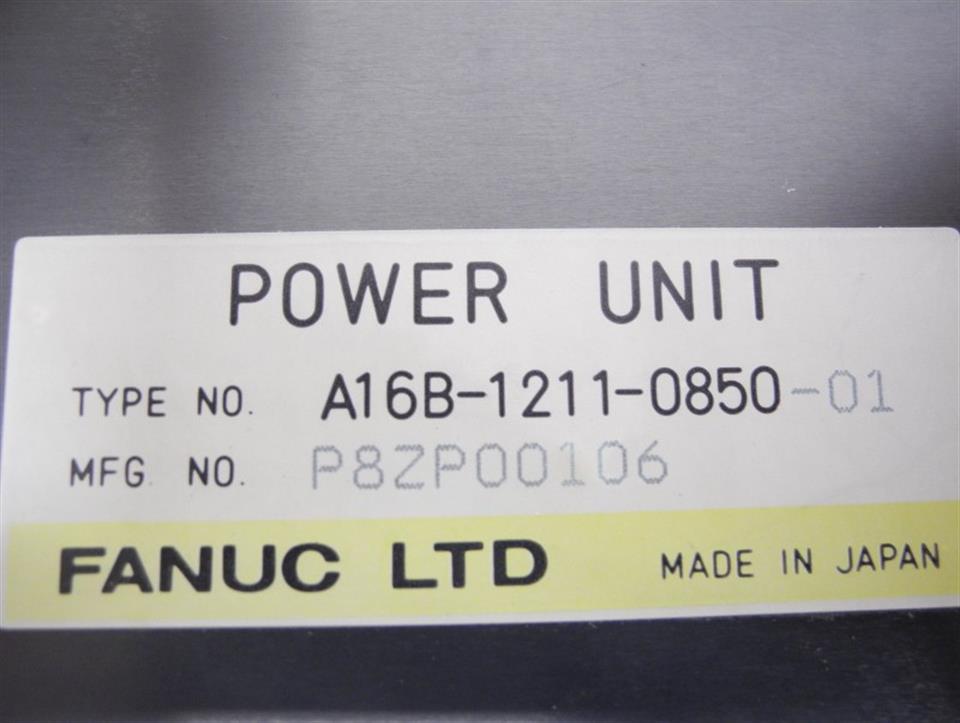 POWER UNIT
TYPE NO. A16B-1211-0850-01
MFG. NO. P8ZP00106
FANUC LTD MADE IN JAPAN